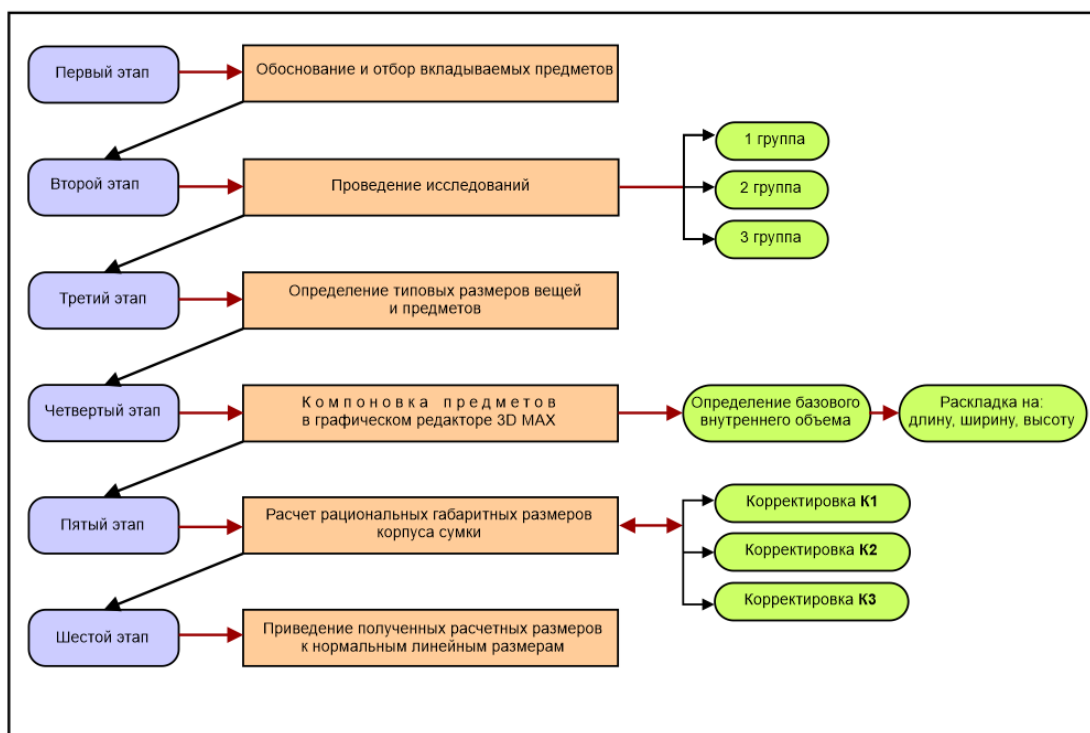 Первый этап
Обоснование и отбор вкладываемых предметов
Второй этап
Проведение исследований
1 группа
2 группа
3 группа
Третий этап
Определение типовых размеров вещей
и предметов
Четвертый этап
Компоновка предметов
в графическом редакторе 3D MAX
Определение базового
внутреннего объема
Раскладка на:
длину, ширину, высоту
Пятый этап
Расчет рациональных габаритных размеров
корпуса сумки
Корректировка К1
Корректировка К2
Корректировка К3
Шестой этап
Приведение полученных расчетных размеров
к нормальным линейным размерам